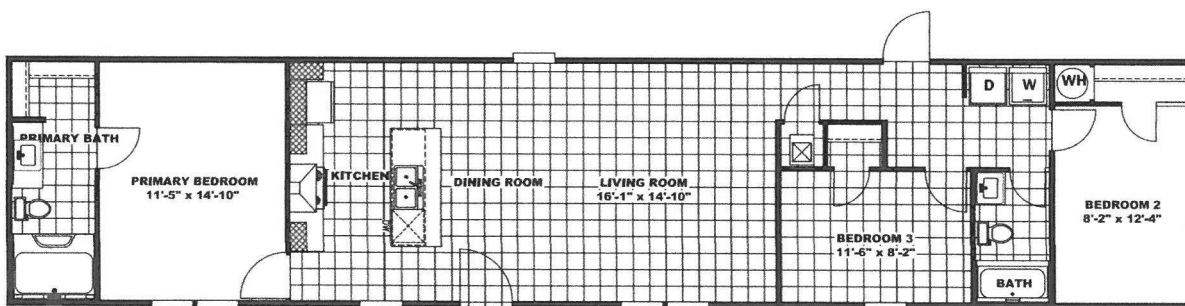 D
W
WH
PRIMARY BATH
PRIMARY BEDROOM
11'-5" x 14'-10"
KITCHEN
DINING ROOM
LIVING ROOM
16'-1" x 14'-10"
BEDROOM 2
8'-2" x 12'-4"
DW
BEDROOM 3
11'-6" x 8'-2"
BATH